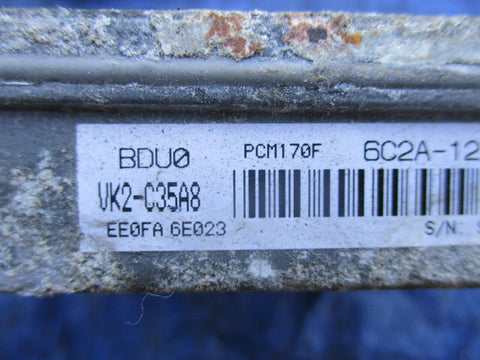 BDU0 PCM170F 6C2A-12
VK2-C35A8
EE0FA 6E023 S/N: